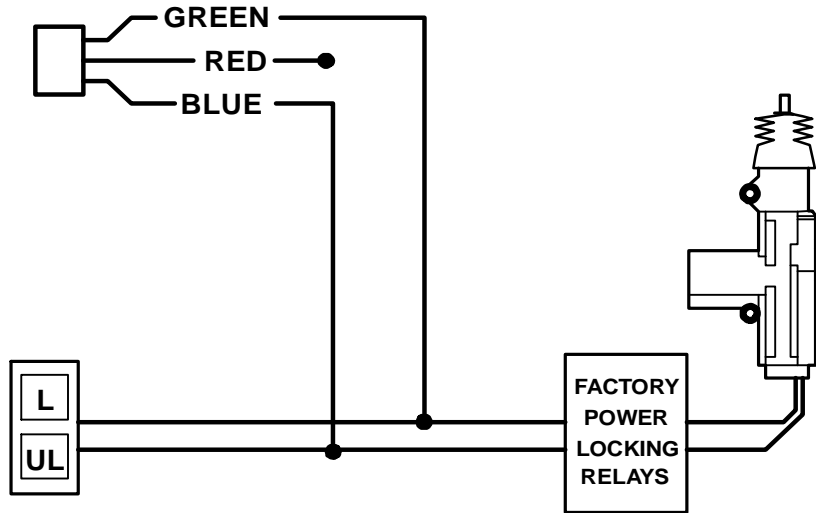 GREEN
RED
BLUE
L
UL
FACTORY
POWER
LOCKING
RELAYS